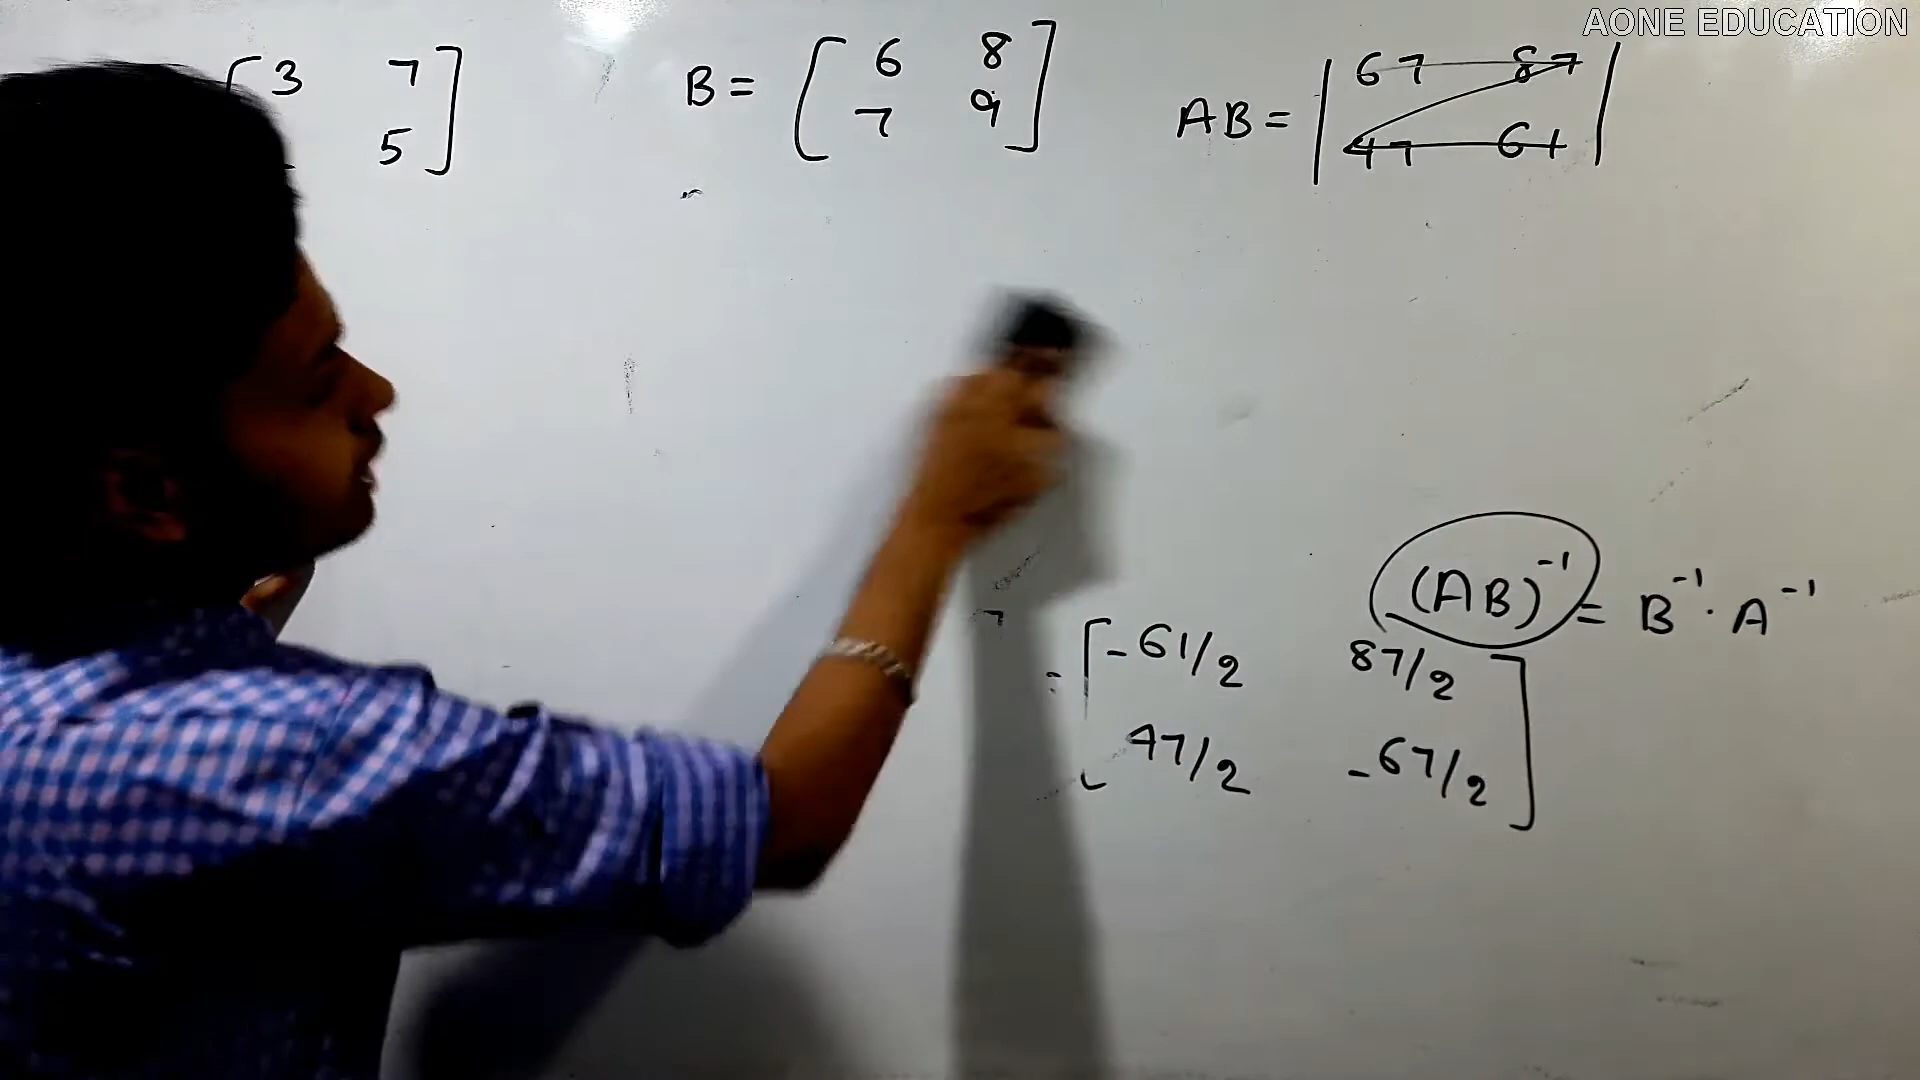 AONE EDUCATION
[3 7
5]
B = [6 8
7 9]
AB = |67 87
47 61|
(AB)⁻¹ = B⁻¹ · A⁻¹
= [-61/2 87/2
47/2 -67/2]